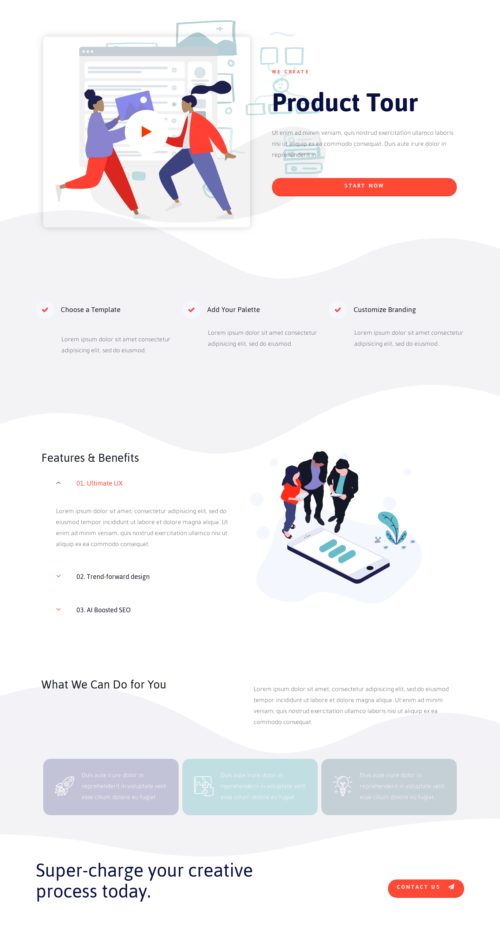 WE CREATE
Product Tour
Ut enim ad minim veniam, quis nostrud exercitation ullamco laboris
nisi ut aliquip ex ea commodo consequat. Duis aute irure dolor in
reprehenderit in
START NOW
Choose a Template
Add Your Palette
Customize Branding
Lorem ipsum dolor sit amet, consectetur
adipiscing elit, sed do eiusmod.
Lorem ipsum dolor sit amet, consectetur
adipiscing elit, sed do eiusmod.
Lorem ipsum dolor sit amet, consectetur
adipiscing elit, sed do eiusmod.
Features & Benefits
01. Ultimate UX
Lorem ipsum dolor sit amet, consectetur adipiscing elit, sed do
eiusmod tempor incididunt ut labore et dolore magna aliqua. Ut
enim ad minim veniam, quis nostrud exercitation ullamco laboris nisi ut
aliquip ex ea commodo consequat.
02. Trend-forward design
03. AI Boosted SEO
What We Can Do for You
Lorem ipsum dolor sit amet, consectetur adipiscing elit, sed do eiusmod
tempor incididunt ut labore et dolore magna aliqua. Ut enim ad minim
veniam, quis nostrud exercitation ullamco laboris nisi ut aliquip ex ea
commodo consequat.
Duis aute irure dolor in
reprehenderit in voluptate velit
esse cillum dolore eu fugiat
Duis aute irure dolor in
reprehenderit in voluptate velit
esse cillum dolore eu fugiat
Duis aute irure dolor in
reprehenderit in voluptate velit
esse cillum dolore eu fugiat
Super-charge your creative
process today.
CONTACT US